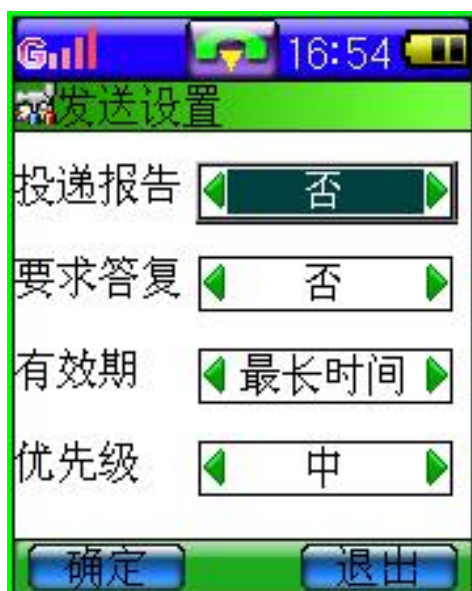 G 16:54
发送设置
投递报告 否
要求答复 否
有效期 最长时间
优先级 中
确定 退出